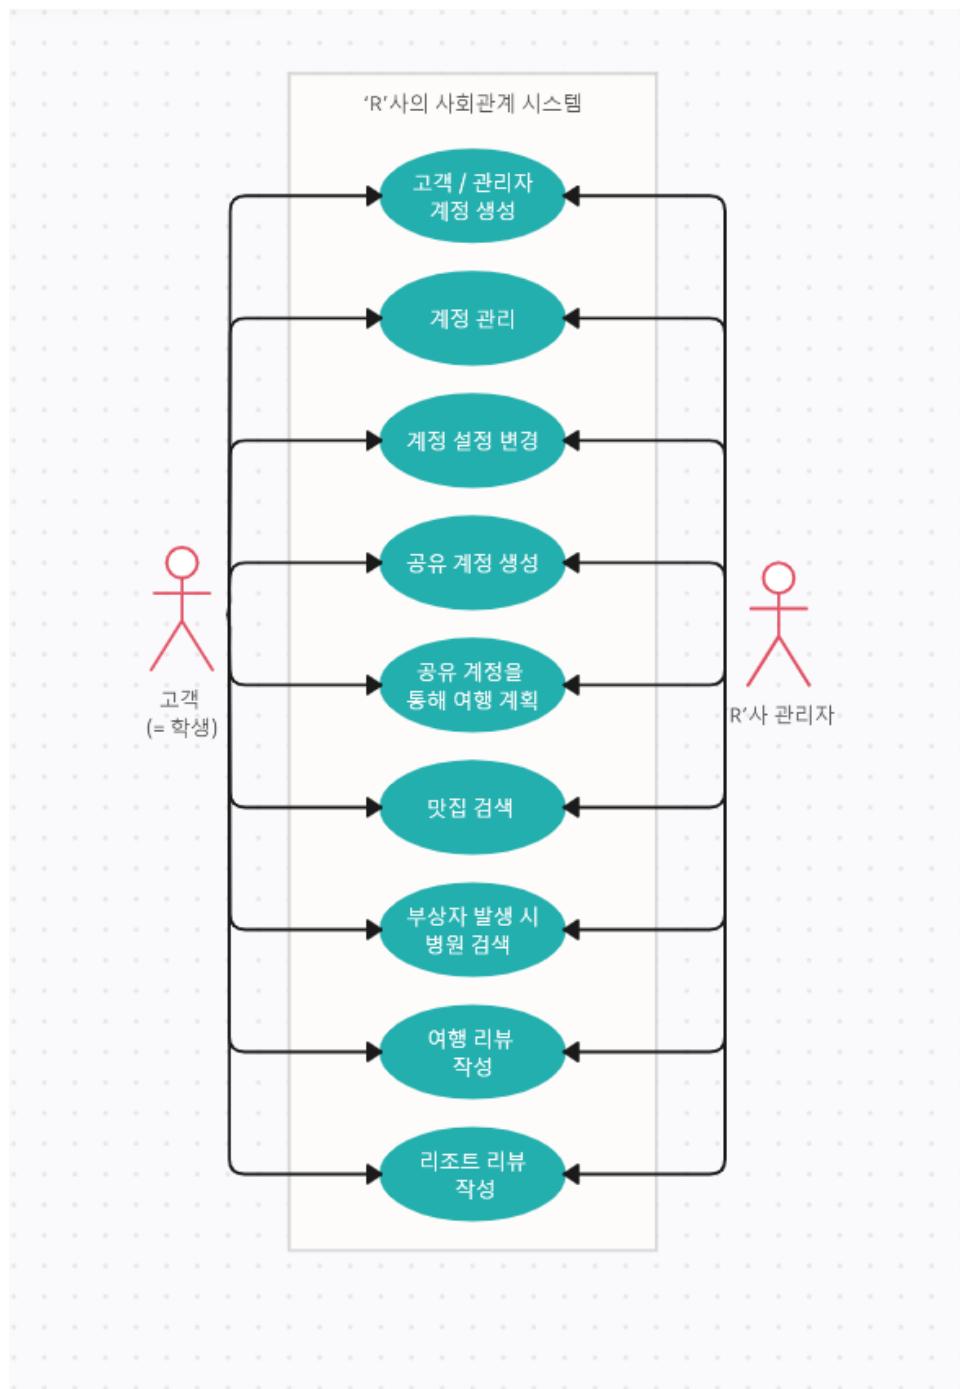 ‘R’사의 사회관계 시스템
고객 / 관리자
계정 생성
계정 관리
계정 설정 변경
공유 계정 생성
공유 계정을
통해 여행 계획
고객
(= 학생)
R’사 관리자
맛집 검색
부상자 발생 시
병원 검색
여행 리뷰
작성
리조트 리뷰
작성